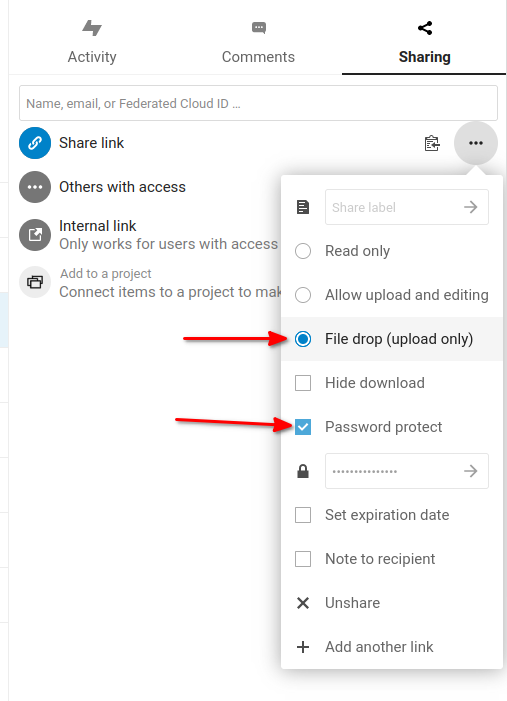 Activity
Comments
Sharing
Name, email, or Federated Cloud ID ...
Share link
Others with access
Internal link
Only works for users with access
Add to a project
Connect items to a project to mak
Share label
Read only
Allow upload and editing
File drop (upload only)
Hide download
Password protect
Set expiration date
Note to recipient
Unshare
Add another link